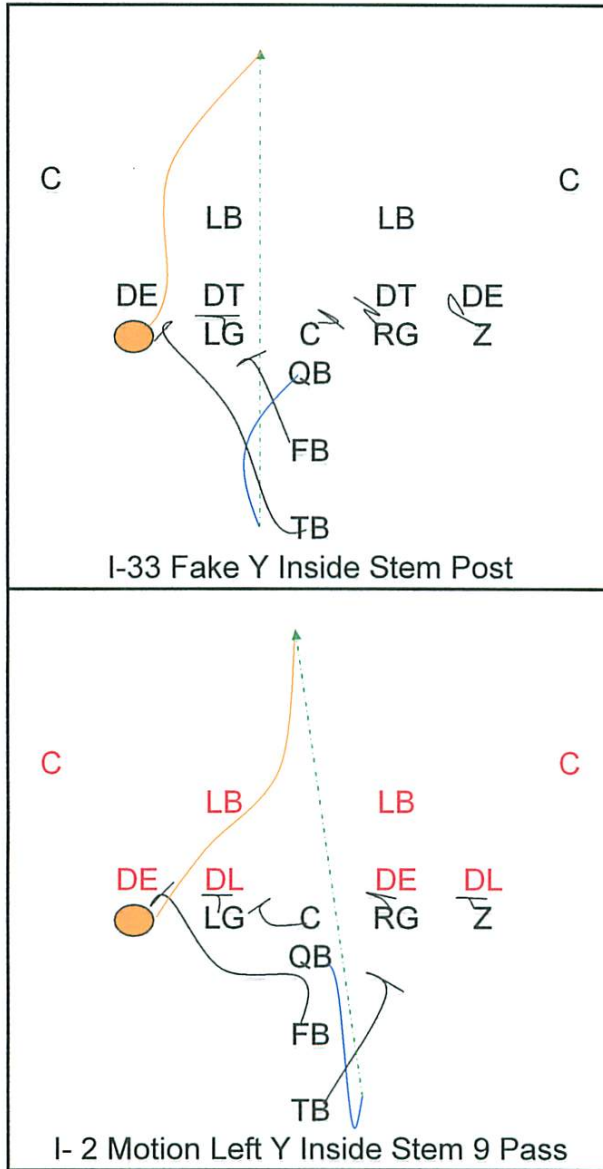 C C
LB LB
DE DT DT DE
LG C RG Z
QB
FB
TB
I-33 Fake Y Inside Stem Post
C C
LB LB
DE DL DE DL
LG C RG Z
QB
FB
TB
I- 2 Motion Left Y Inside Stem 9 Pass